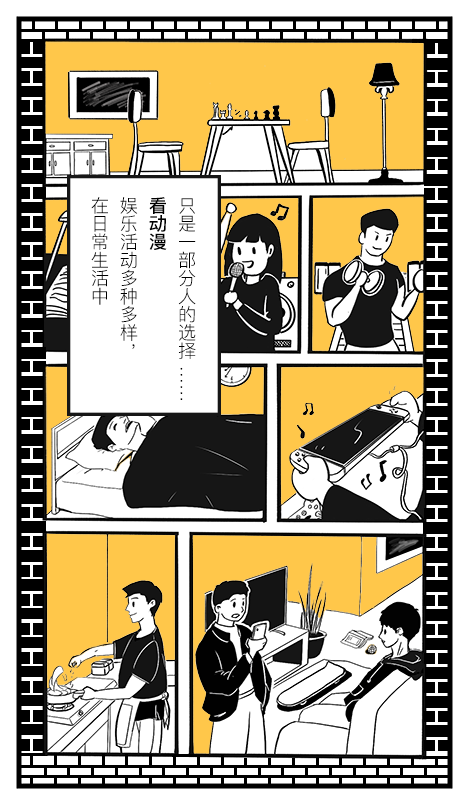 在日常生活中
娱乐活动多种多样，
看动漫
只是一部分人的选择……